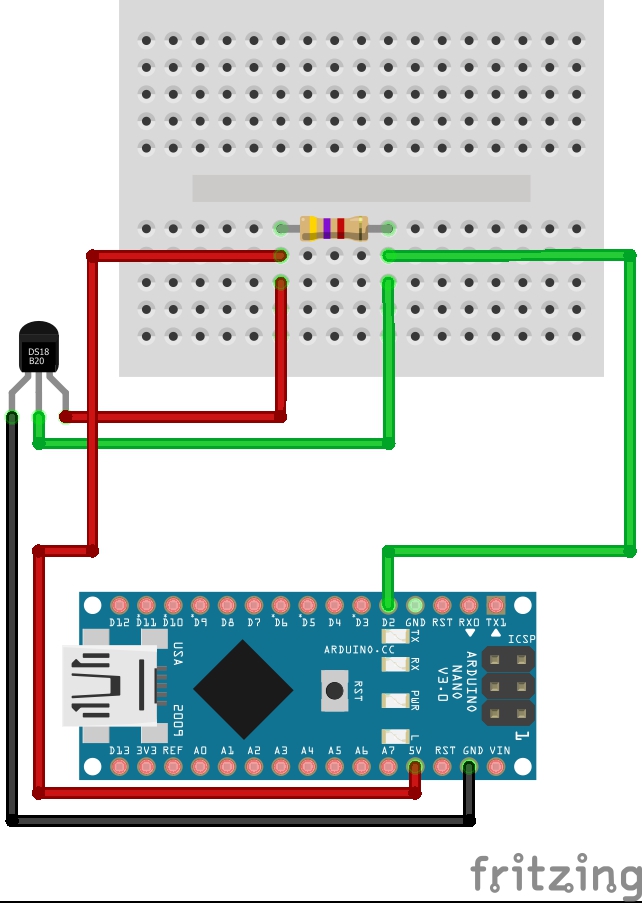 DS18
B20
D12 D11 D10 D9 D8 D7 D6 D5 D4 D3 D2 GND RST RX0 TX1
TX
ICSP
USA
ARDUINO.CC
RX
ARDUINO
NANO
V3.0
RST
PWR
2009
L
1
D13 3V3 REF A0 A1 A2 A3 A4 A5 A6 A7 5V RST GND VIN
fritzing